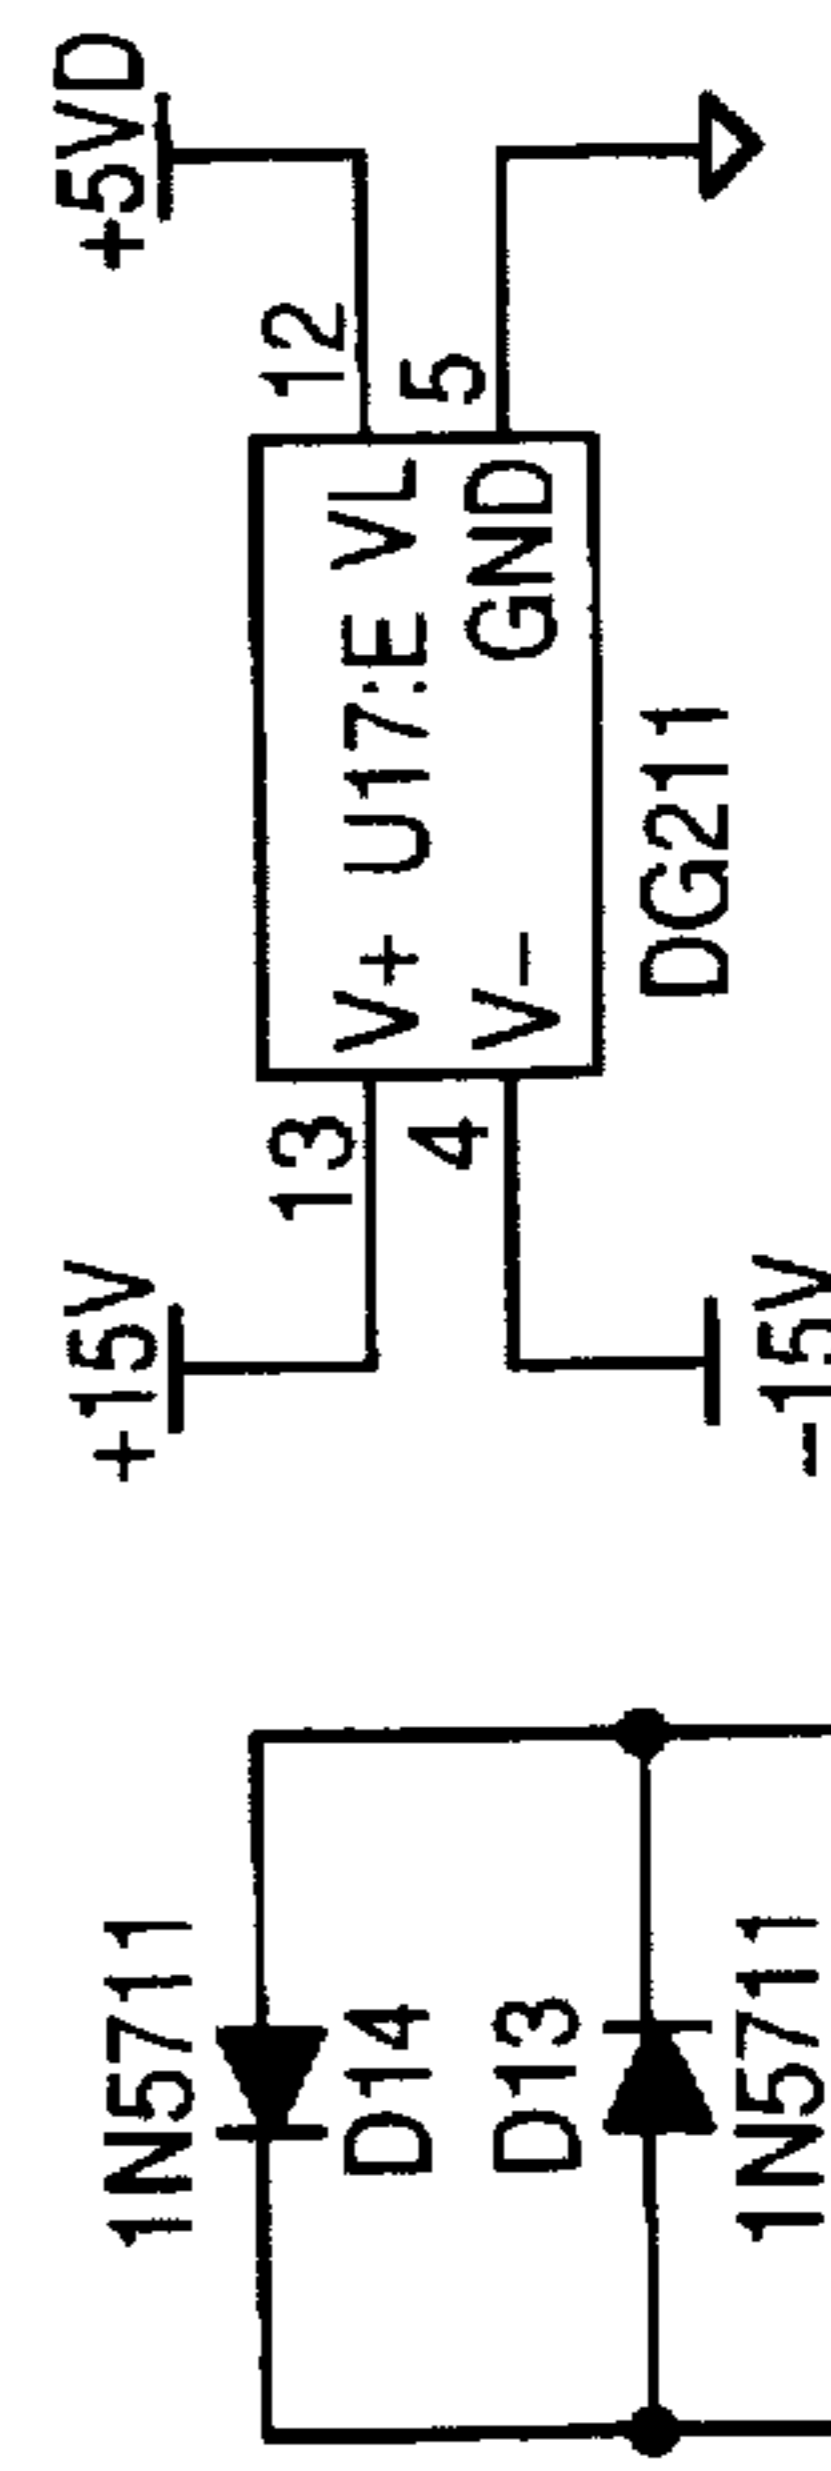 +5VD
12
5
VL
GND
U17:E
V+
V-
DG211
13
4
+15V
-15V
1N5711
D14
D13
1N5711